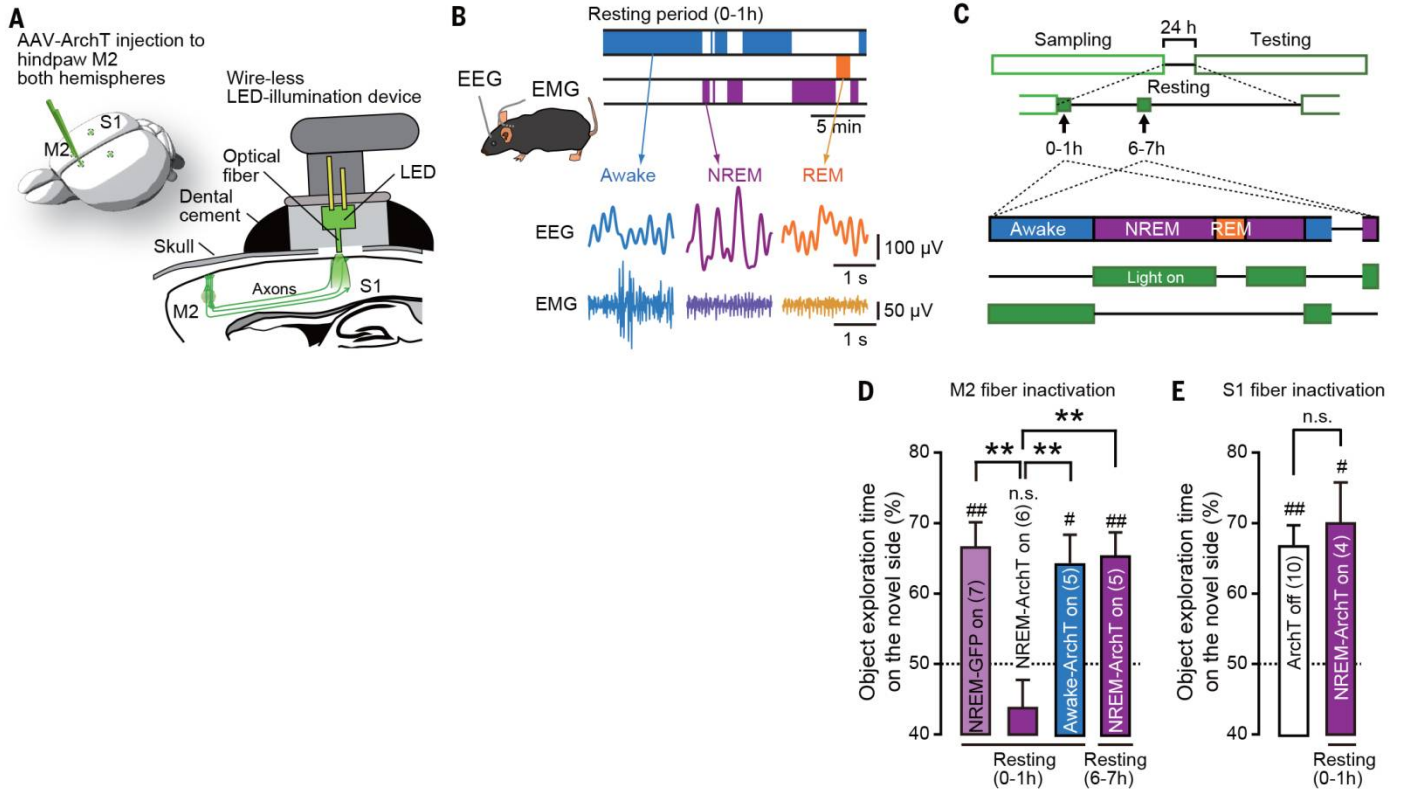 A
AAV-ArchT injection to
hindpaw M2
both hemispheres
S1
M2
Wire-less
LED-illumination device
Optical
fiber
LED
Dental
cement
Skull
Axons
S1
M2
B
Resting period (0-1h)
EEG
EMG
5 min
Awake
NREM
REM
EEG
100 µV
1 s
EMG
50 µV
1 s
C
24 h
Sampling
Testing
Resting
0-1h
6-7h
Awake
NREM
REM
Light on
D
M2 fiber inactivation
**
**
**
n.s.
##
#
##
80
70
60
50
40
Object exploration time
on the novel side (%)
NREM-GFP on (7)
NREM-ArchT on (6)
Awake-ArchT on (5)
NREM-ArchT on (5)
Resting
(0-1h)
Resting
(6-7h)
E
S1 fiber inactivation
n.s.
##
#
80
70
60
50
40
Object exploration time
on the novel side (%)
ArchT off (10)
NREM-ArchT on (4)
Resting
(0-1h)